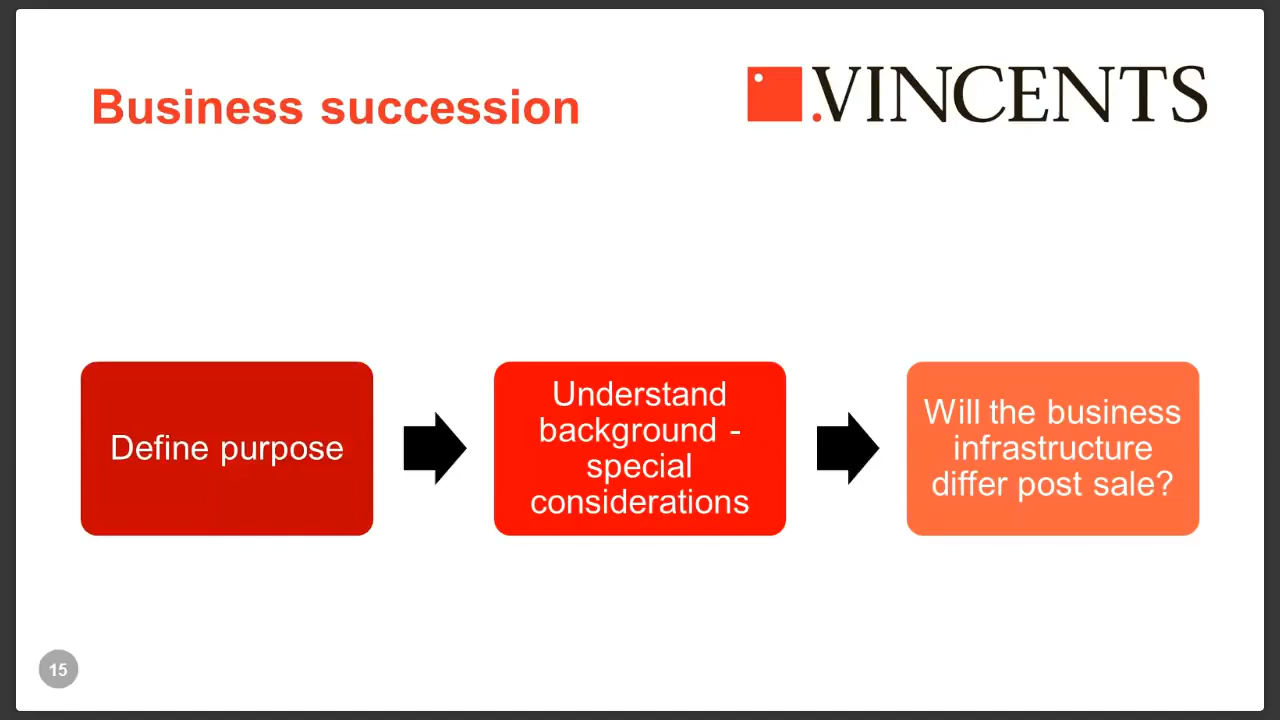 Business succession
.VINCENTS
Define purpose
Understand
background -
special
considerations
Will the business
infrastructure
differ post sale?
15